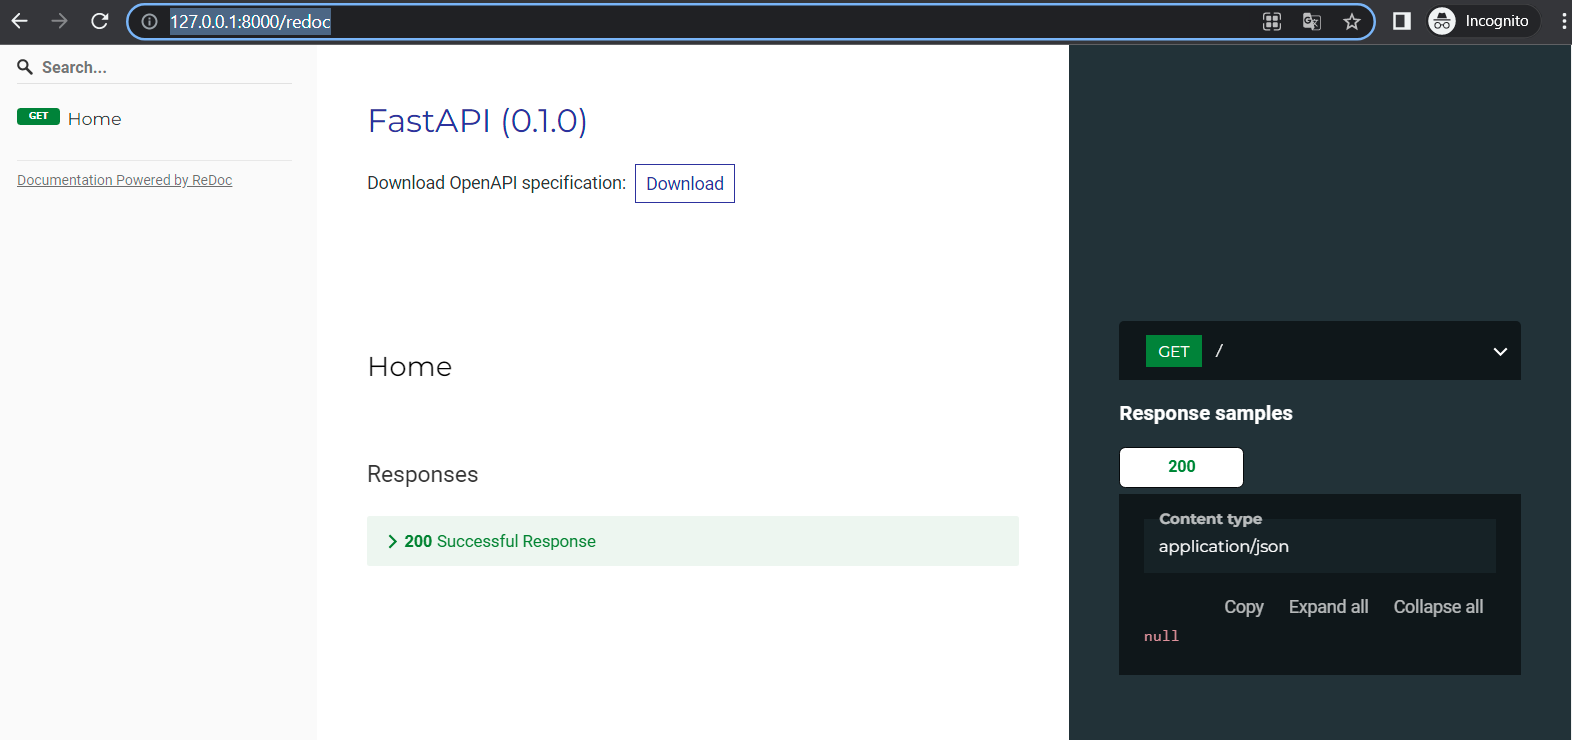 127.0.0.1:8000/redoc
Incognito
Search...
GET Home
Documentation Powered by ReDoc
FastAPI (0.1.0)
Download OpenAPI specification: Download
Home
Responses
200 Successful Response
GET /
Response samples
200
Content type
application/json
Copy Expand all Collapse all
null